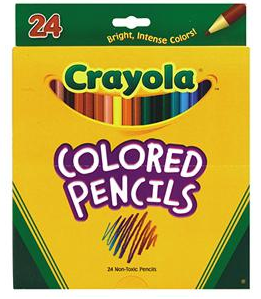 24
Bright, Intense Colors!
Crayola
COLORED
PENCILS
24 Non-Toxic Pencils